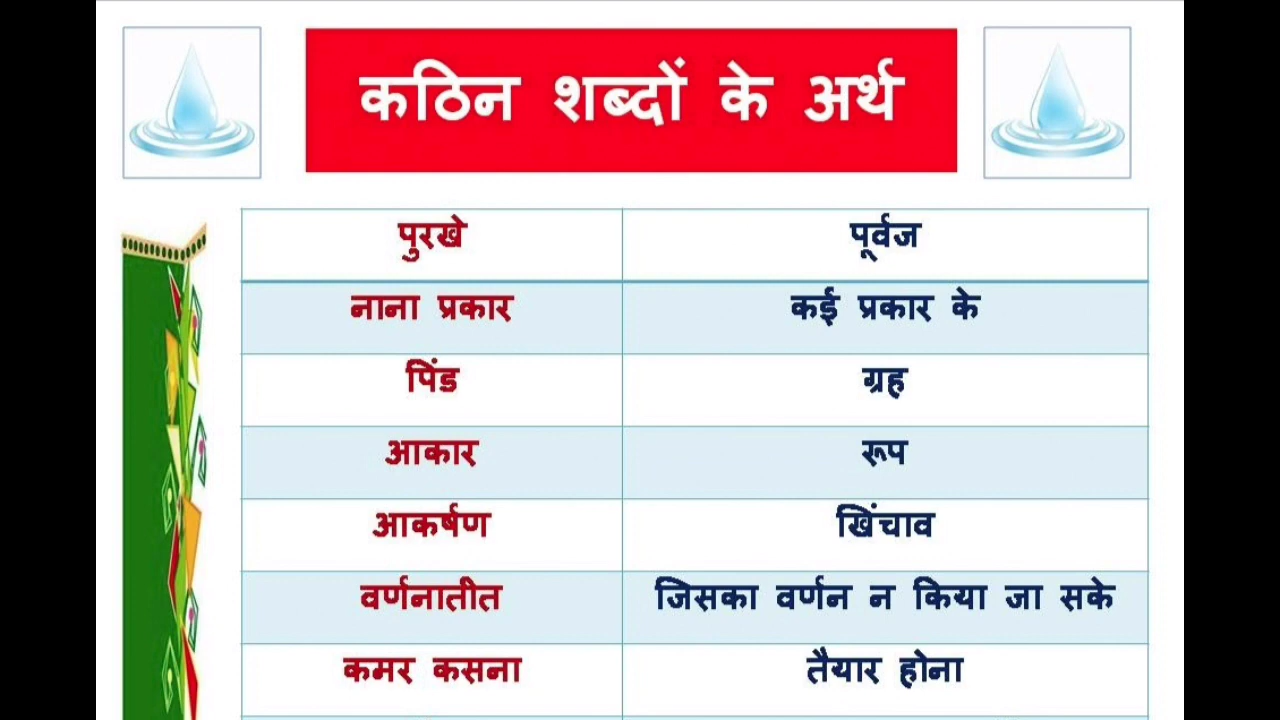 कठिन शब्दों के अर्थ
पुरखे पूर्वज
नाना प्रकार कई प्रकार के
पिंड ग्रह
आकार रूप
आकर्षण खिंचाव
वर्णनातीत जिसका वर्णन न किया जा सके
कमर कसना तैयार होना